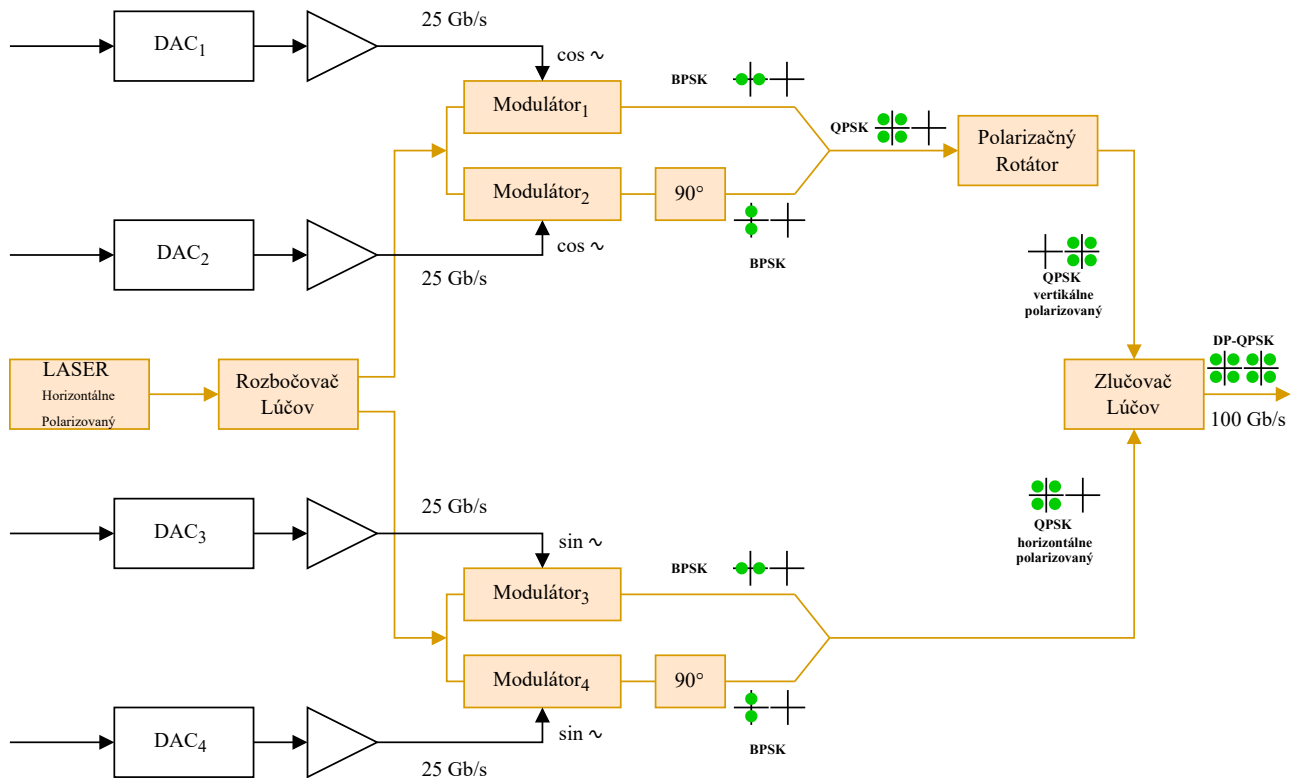 25 Gb/s
DAC1
cos ∿
BPSK
Modulátor1
QPSK
Polarizačný
Rotátor
Modulátor2
90°
DAC2
cos ∿
BPSK
25 Gb/s
QPSK
vertikálne
polarizovaný
DP-QPSK
LASER
Horizontálne
Polarizovaný
Rozbočovač
Lúčov
Zlučovač
Lúčov
100 Gb/s
25 Gb/s
DAC3
sin ∿
QPSK
horizontálne
polarizovaný
BPSK
Modulátor3
Modulátor4
90°
DAC4
sin ∿
BPSK
25 Gb/s